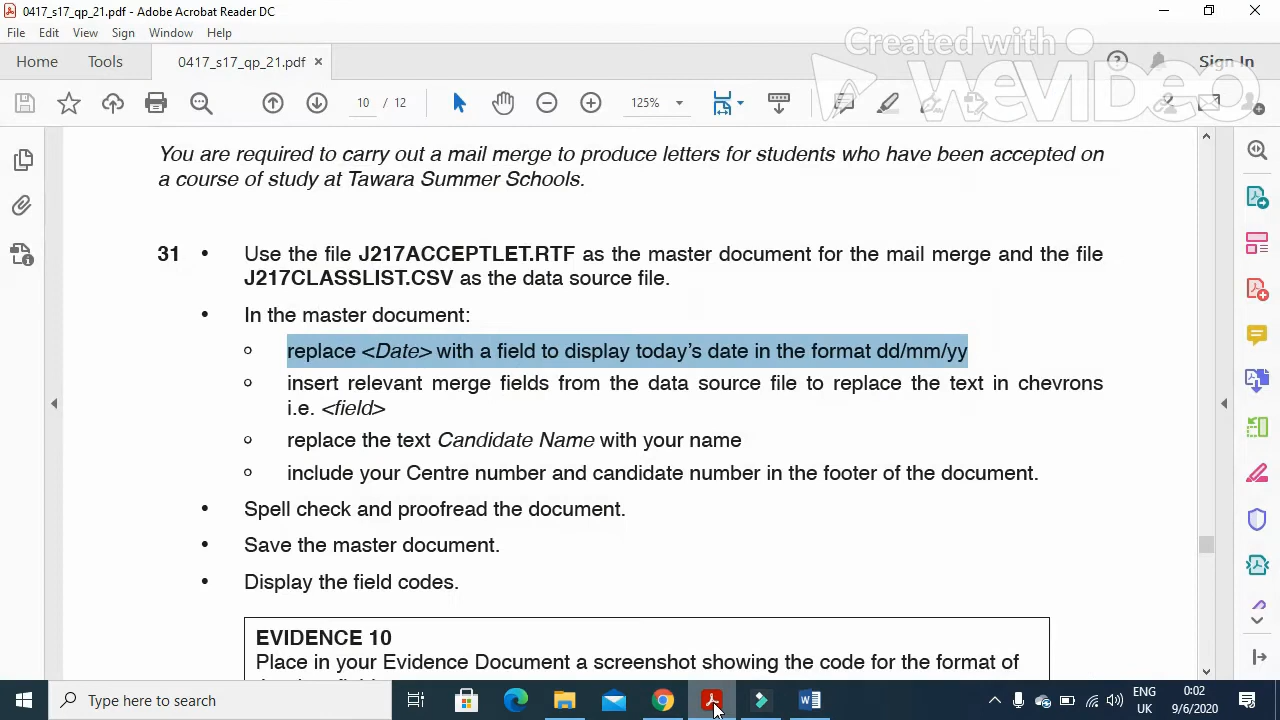 0417_s17_qp_21.pdf - Adobe Acrobat Reader DC
File Edit View Sign Window Help
Created with
WeVideo
Home Tools 0417_s17_qp_21.pdf × Sign In
10 / 12 125%
You are required to carry out a mail merge to produce letters for students who have been accepted on
a course of study at Tawara Summer Schools.
31 • Use the file J217ACCEPTLET.RTF as the master document for the mail merge and the file
J217CLASSLIST.CSV as the data source file.
• In the master document:
replace <Date> with a field to display today's date in the format dd/mm/yy
insert relevant merge fields from the data source file to replace the text in chevrons
i.e. <field>
replace the text Candidate Name with your name
include your Centre number and candidate number in the footer of the document.
• Spell check and proofread the document.
• Save the master document.
• Display the field codes.
EVIDENCE 10
Place in your Evidence Document a screenshot showing the code for the format of
Type here to search
ENG 0:02
UK 9/6/2020